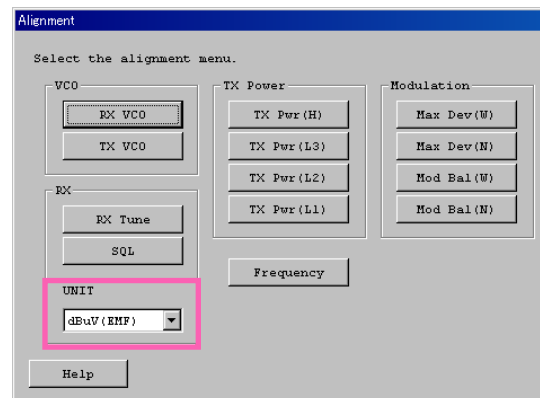 Alignment
Select the alignment menu.
VCO
RX VCO
TX VCO
RX
RX Tune
SQL
UNIT
dBuV(EMF)
TX Power
TX Pwr(H)
TX Pwr(L3)
TX Pwr(L2)
TX Pwr(L1)
Frequency
Modulation
Max Dev(W)
Max Dev(N)
Mod Bal(W)
Mod Bal(N)
Help